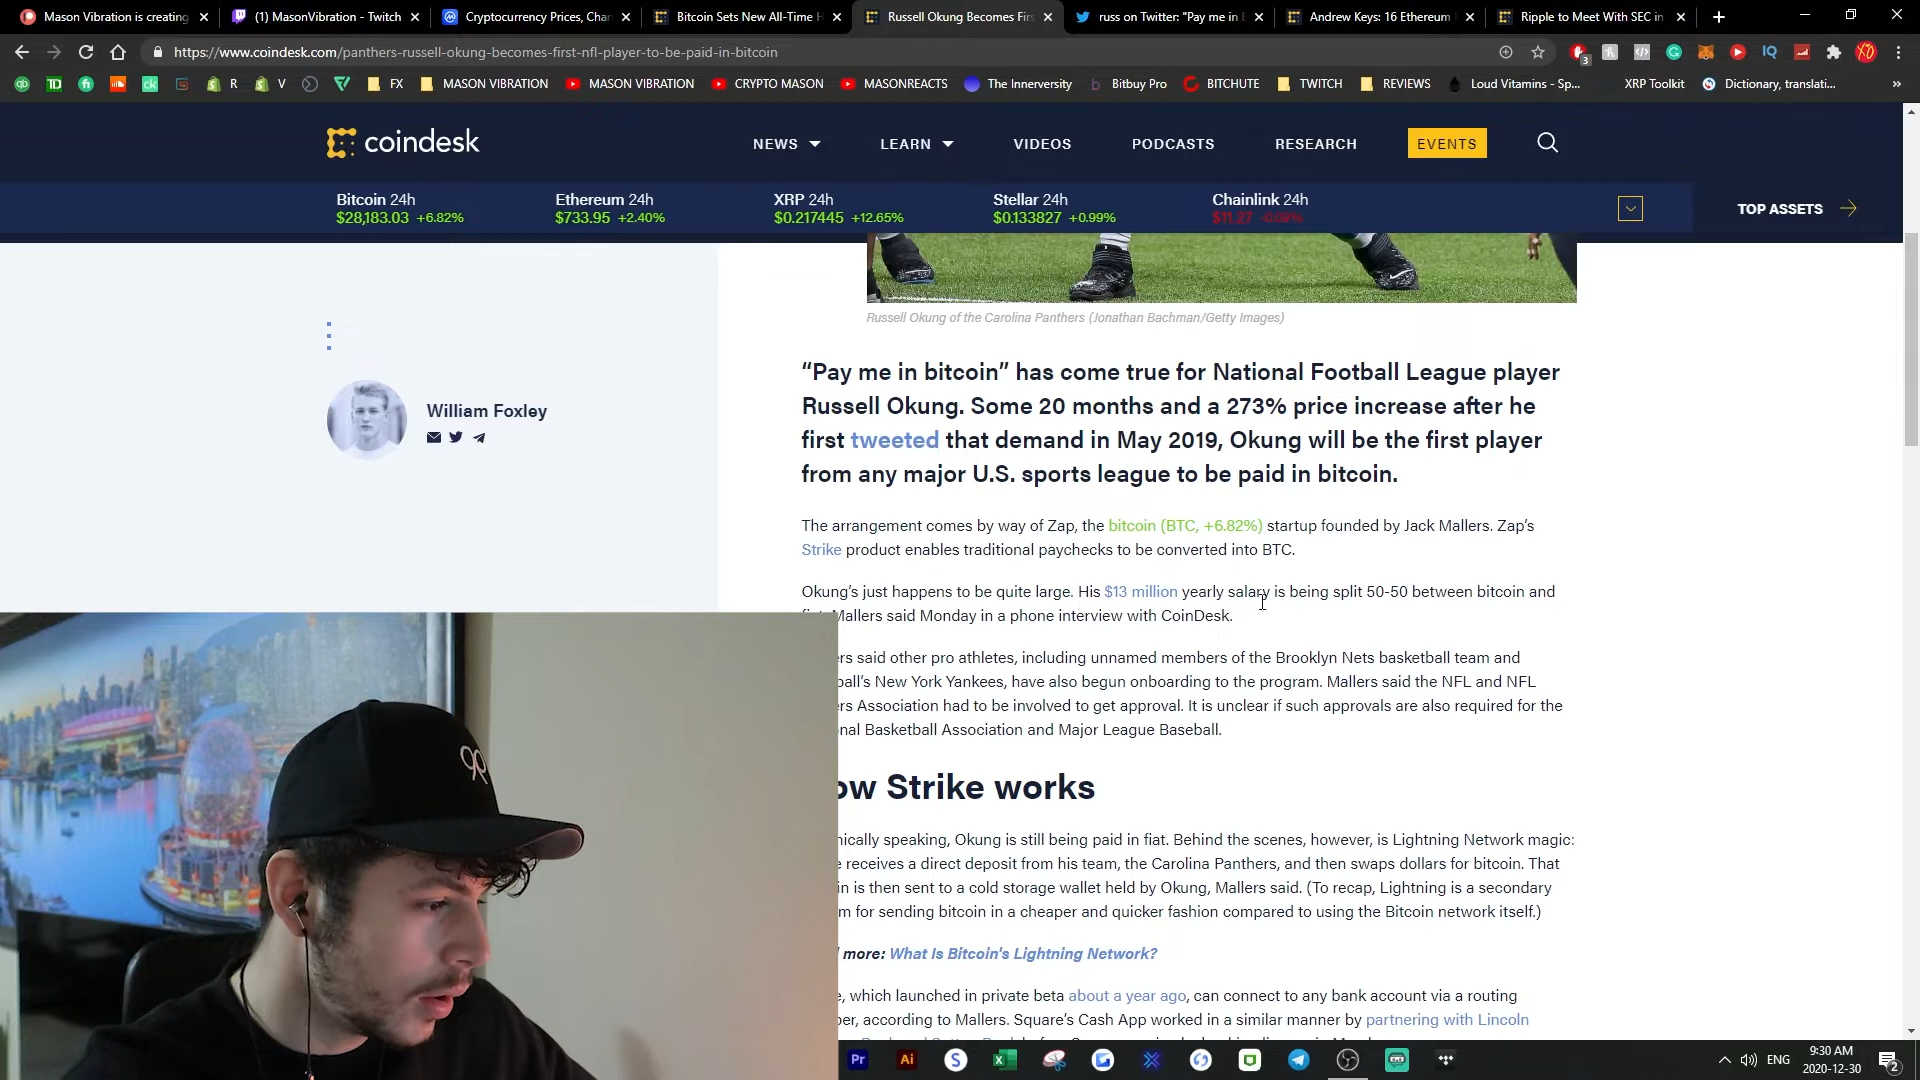 Mason Vibration is creating
(1) MasonVibration - Twitch
Cryptocurrency Prices, Char
Bitcoin Sets New All-Time H
Russell Okung Becomes Firs
russ on Twitter: "Pay me in B
Andrew Keys: 16 Ethereum
Ripple to Meet With SEC in
https://www.coindesk.com/panthers-russell-okung-becomes-first-nfl-player-to-be-paid-in-bitcoin
3
IQ
R
V
FX
MASON VIBRATION
MASON VIBRATION
CRYPTO MASON
MASONREACTS
The Innerversity
Bitbuy Pro
BITCHUTE
TWITCH
REVIEWS
Loud Vitamins - Sp...
XRP Toolkit
Dictionary, translati...
coindesk
NEWS
LEARN
VIDEOS
PODCASTS
RESEARCH
EVENTS
Bitcoin 24h
$28,183.03 +6.82%
Ethereum 24h
$733.95 +2.40%
XRP 24h
$0.217445 +12.65%
Stellar 24h
$0.133827 +0.99%
Chainlink 24h
$11.27 -0.09%
TOP ASSETS
Russell Okung of the Carolina Panthers (Jonathan Bachman/Getty Images)
William Foxley
“Pay me in bitcoin” has come true for National Football League player
Russell Okung. Some 20 months and a 273% price increase after he
first tweeted that demand in May 2019, Okung will be the first player
from any major U.S. sports league to be paid in bitcoin.
The arrangement comes by way of Zap, the bitcoin (BTC, +6.82%) startup founded by Jack Mallers. Zap’s
Strike product enables traditional paychecks to be converted into BTC.
Okung’s just happens to be quite large. His $13 million yearly salary is being split 50-50 between bitcoin and
Mallers said Monday in a phone interview with CoinDesk.
ers said other pro athletes, including unnamed members of the Brooklyn Nets basketball team and
ball’s New York Yankees, have also begun onboarding to the program. Mallers said the NFL and NFL
ers Association had to be involved to get approval. It is unclear if such approvals are also required for the
nal Basketball Association and Major League Baseball.
ow Strike works
nically speaking, Okung is still being paid in fiat. Behind the scenes, however, is Lightning Network magic:
e receives a direct deposit from his team, the Carolina Panthers, and then swaps dollars for bitcoin. That
in is then sent to a cold storage wallet held by Okung, Mallers said. (To recap, Lightning is a secondary
m for sending bitcoin in a cheaper and quicker fashion compared to using the Bitcoin network itself.)
more: What Is Bitcoin's Lightning Network?
e, which launched in private beta about a year ago, can connect to any bank account via a routing
ber, according to Mallers. Square’s Cash App worked in a similar manner by partnering with Lincoln
Pr
Ai
S
ENG
9:30 AM
2020-12-30
2